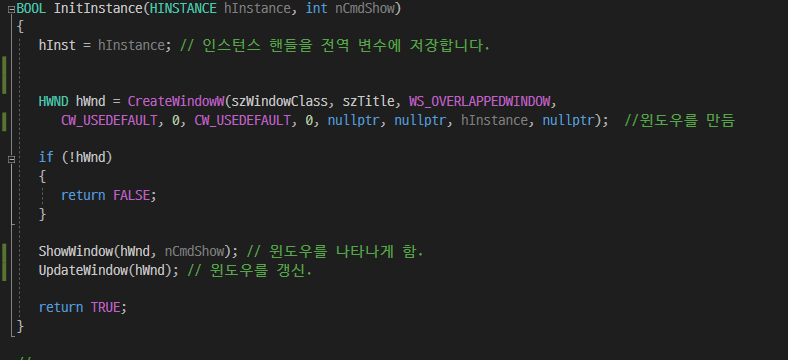 BOOL InitInstance(HINSTANCE hInstance, int nCmdShow)
{
hInst = hInstance; // 인스턴스 핸들을 전역 변수에 저장합니다.
HWND hWnd = CreateWindowW(szWindowClass, szTitle, WS_OVERLAPPEDWINDOW,
CW_USEDEFAULT, 0, CW_USEDEFAULT, 0, nullptr, nullptr, hInstance, nullptr); //윈도우를 만듬
if (!hWnd)
{
return FALSE;
}
ShowWindow(hWnd, nCmdShow); // 윈도우를 나타나게 함.
UpdateWindow(hWnd); // 윈도우를 갱신.
return TRUE;
}
//